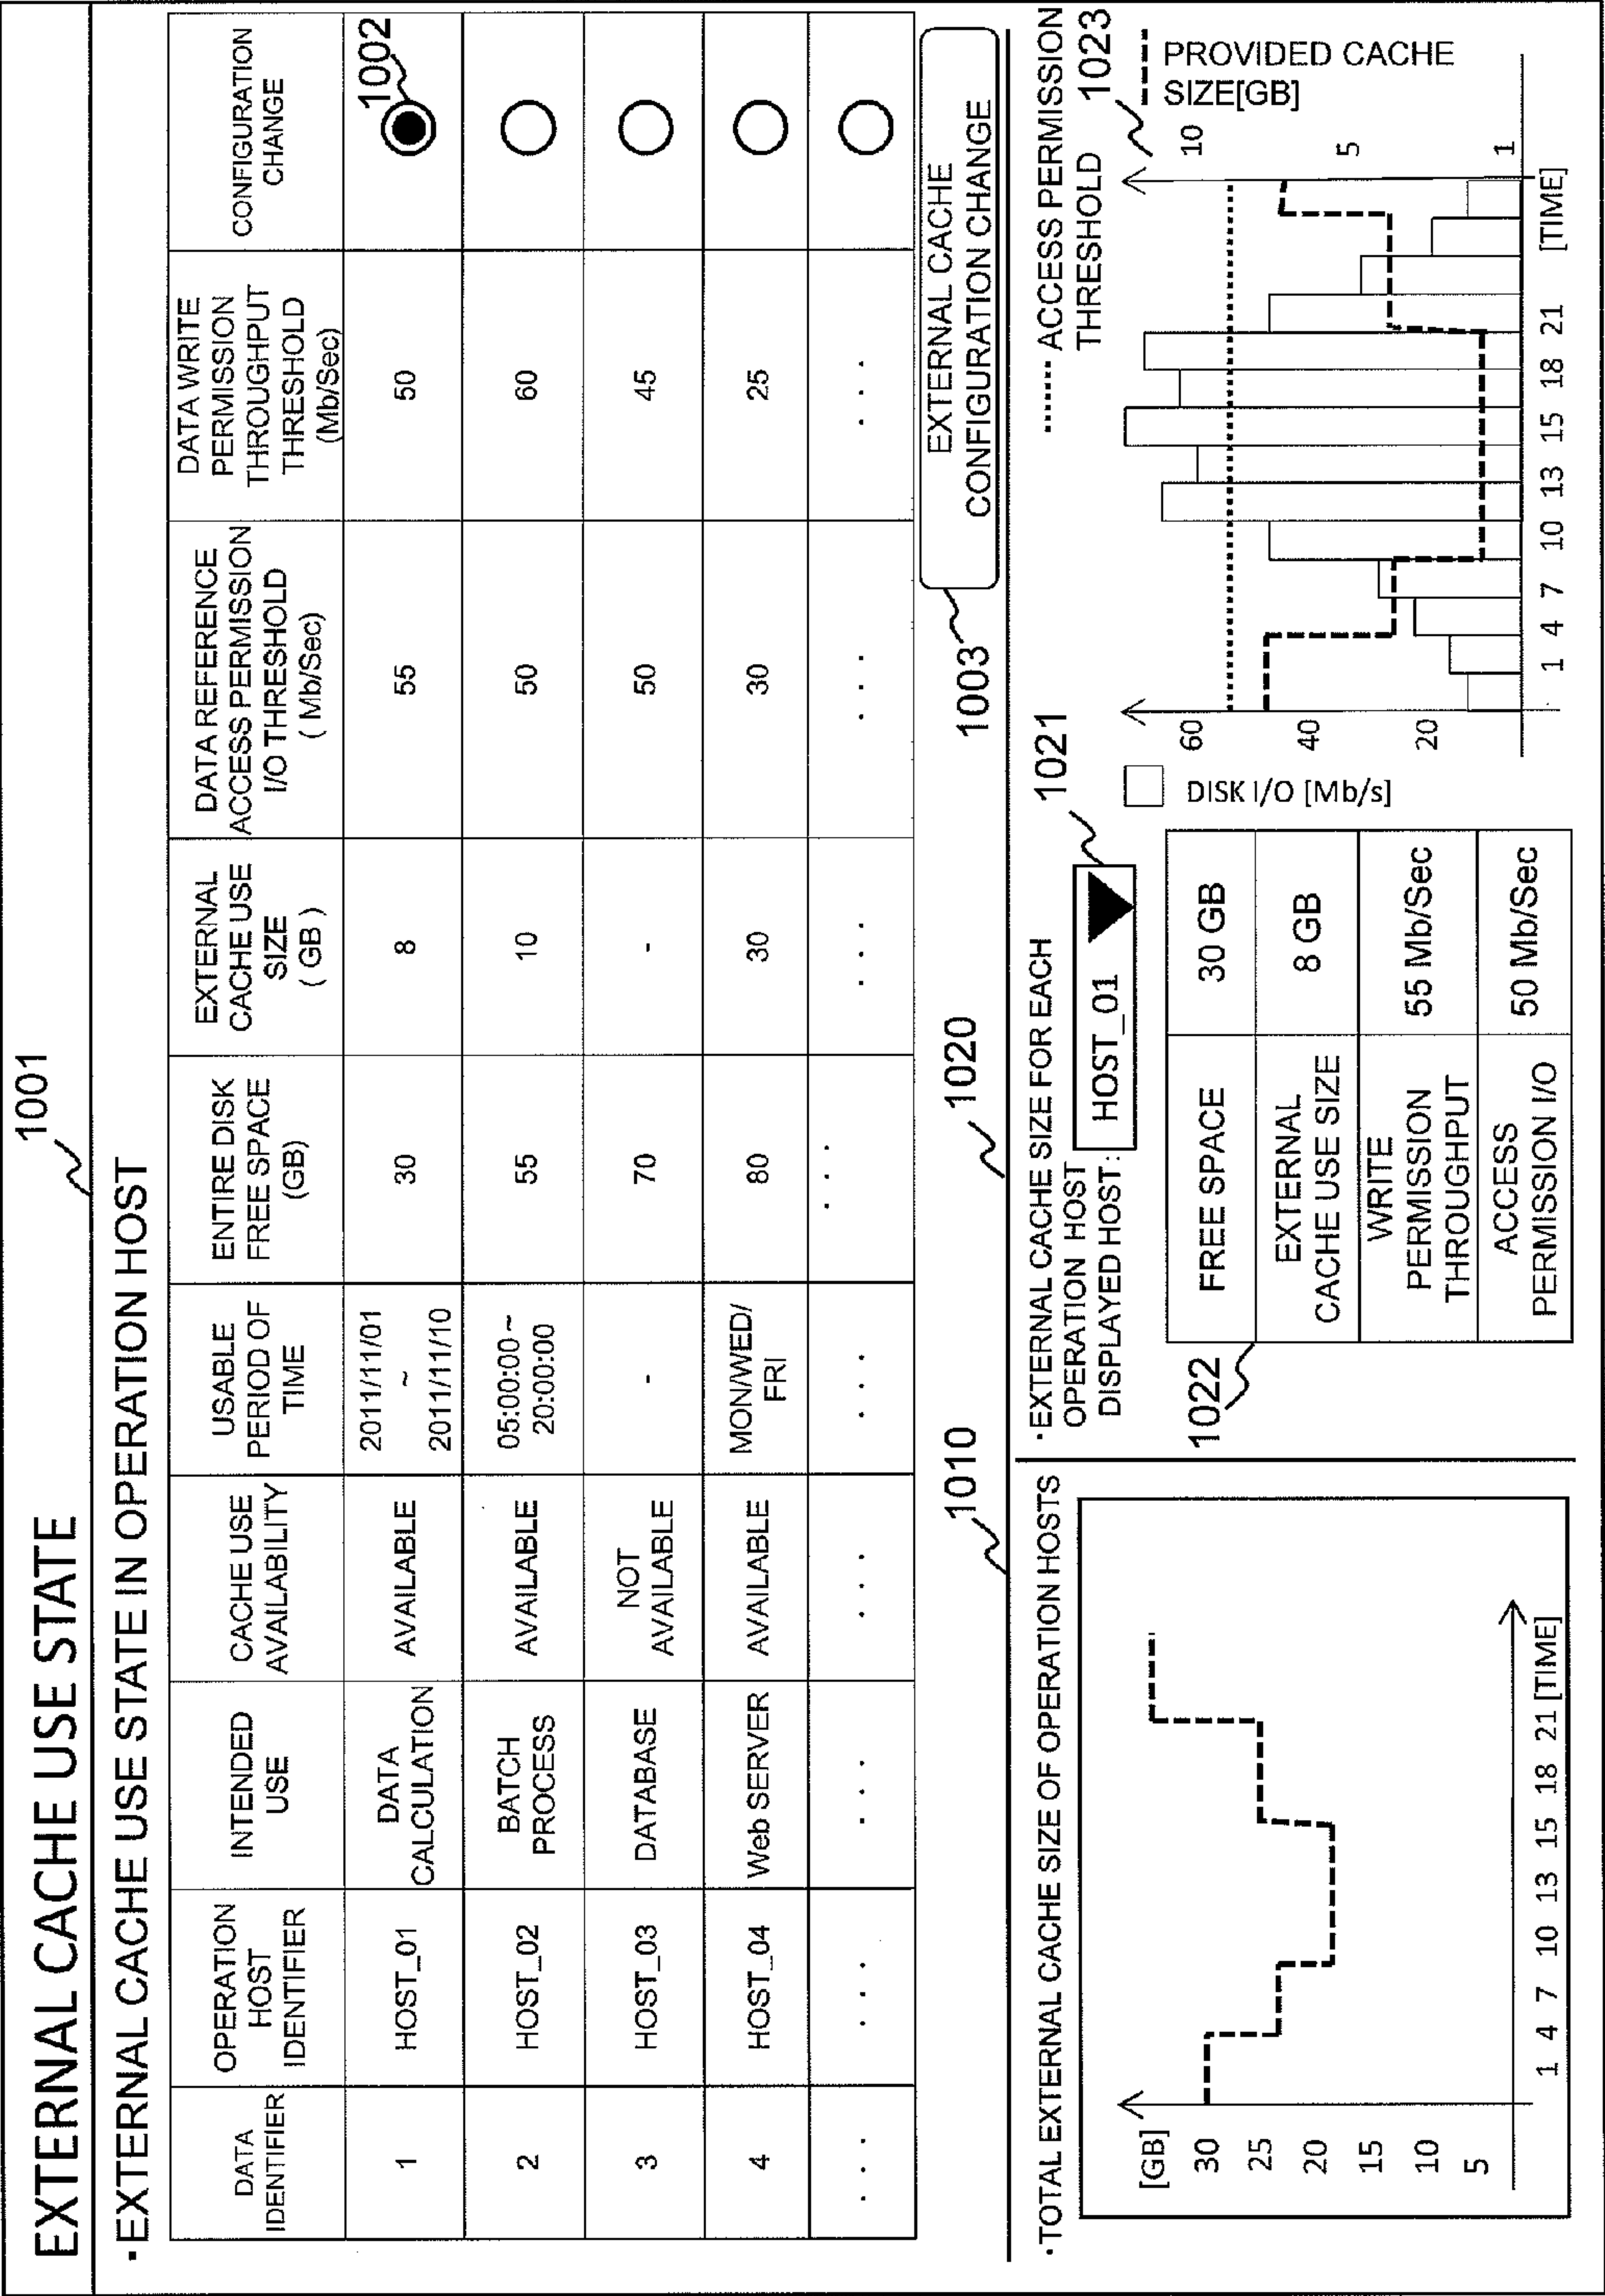 1001
EXTERNAL CACHE USE STATE
·EXTERNAL CACHE USE STATE IN OPERATION HOST
DATA
IDENTIFIER
OPERATION
HOST
IDENTIFIER
INTENDED
USE
CACHE USE
AVAILABILITY
USABLE
PERIOD OF
TIME
ENTIRE DISK
FREE SPACE
(GB)
EXTERNAL
CACHE USE
SIZE
( GB )
DATA REFERENCE
ACCESS PERMISSION
I/O THRESHOLD
( Mb/Sec)
DATA WRITE
PERMISSION
THROUGHPUT
THRESHOLD
(Mb/Sec)
CONFIGURATION
CHANGE
1
HOST_01
DATA
CALCULATION
AVAILABLE
2011/11/01
~
2011/11/10
30
8
55
50
1002
2
HOST_02
BATCH
PROCESS
AVAILABLE
05:00:00~
20:00:00
55
10
50
60
3
HOST_03
DATABASE
NOT
AVAILABLE
-
70
-
50
45
4
HOST_04
Web SERVER
AVAILABLE
MON/WED/
FRI
80
30
30
25
. . .
. . .
. . .
. . .
. . .
. . .
. . .
. . .
. . .
1003
EXTERNAL CACHE
CONFIGURATION CHANGE
1010
1020
·TOTAL EXTERNAL CACHE SIZE OF OPERATION HOSTS
[GB]
30
25
20
15
10
5
1 4 7 10 13 15 18 21 [TIME]
·EXTERNAL CACHE SIZE FOR EACH
OPERATION HOST
DISPLAYED HOST: HOST_01
1021
1022
FREE SPACE
30 GB
EXTERNAL
CACHE USE SIZE
8 GB
WRITE
PERMISSION
THROUGHPUT
55 Mb/Sec
ACCESS
PERMISSION I/O
50 Mb/Sec
ACCESS PERMISSION
THRESHOLD
1023
PROVIDED CACHE
SIZE[GB]
DISK I/O [Mb/s]
60
40
20
10
5
1
1 4 7 10 13 15 18 21 [TIME]